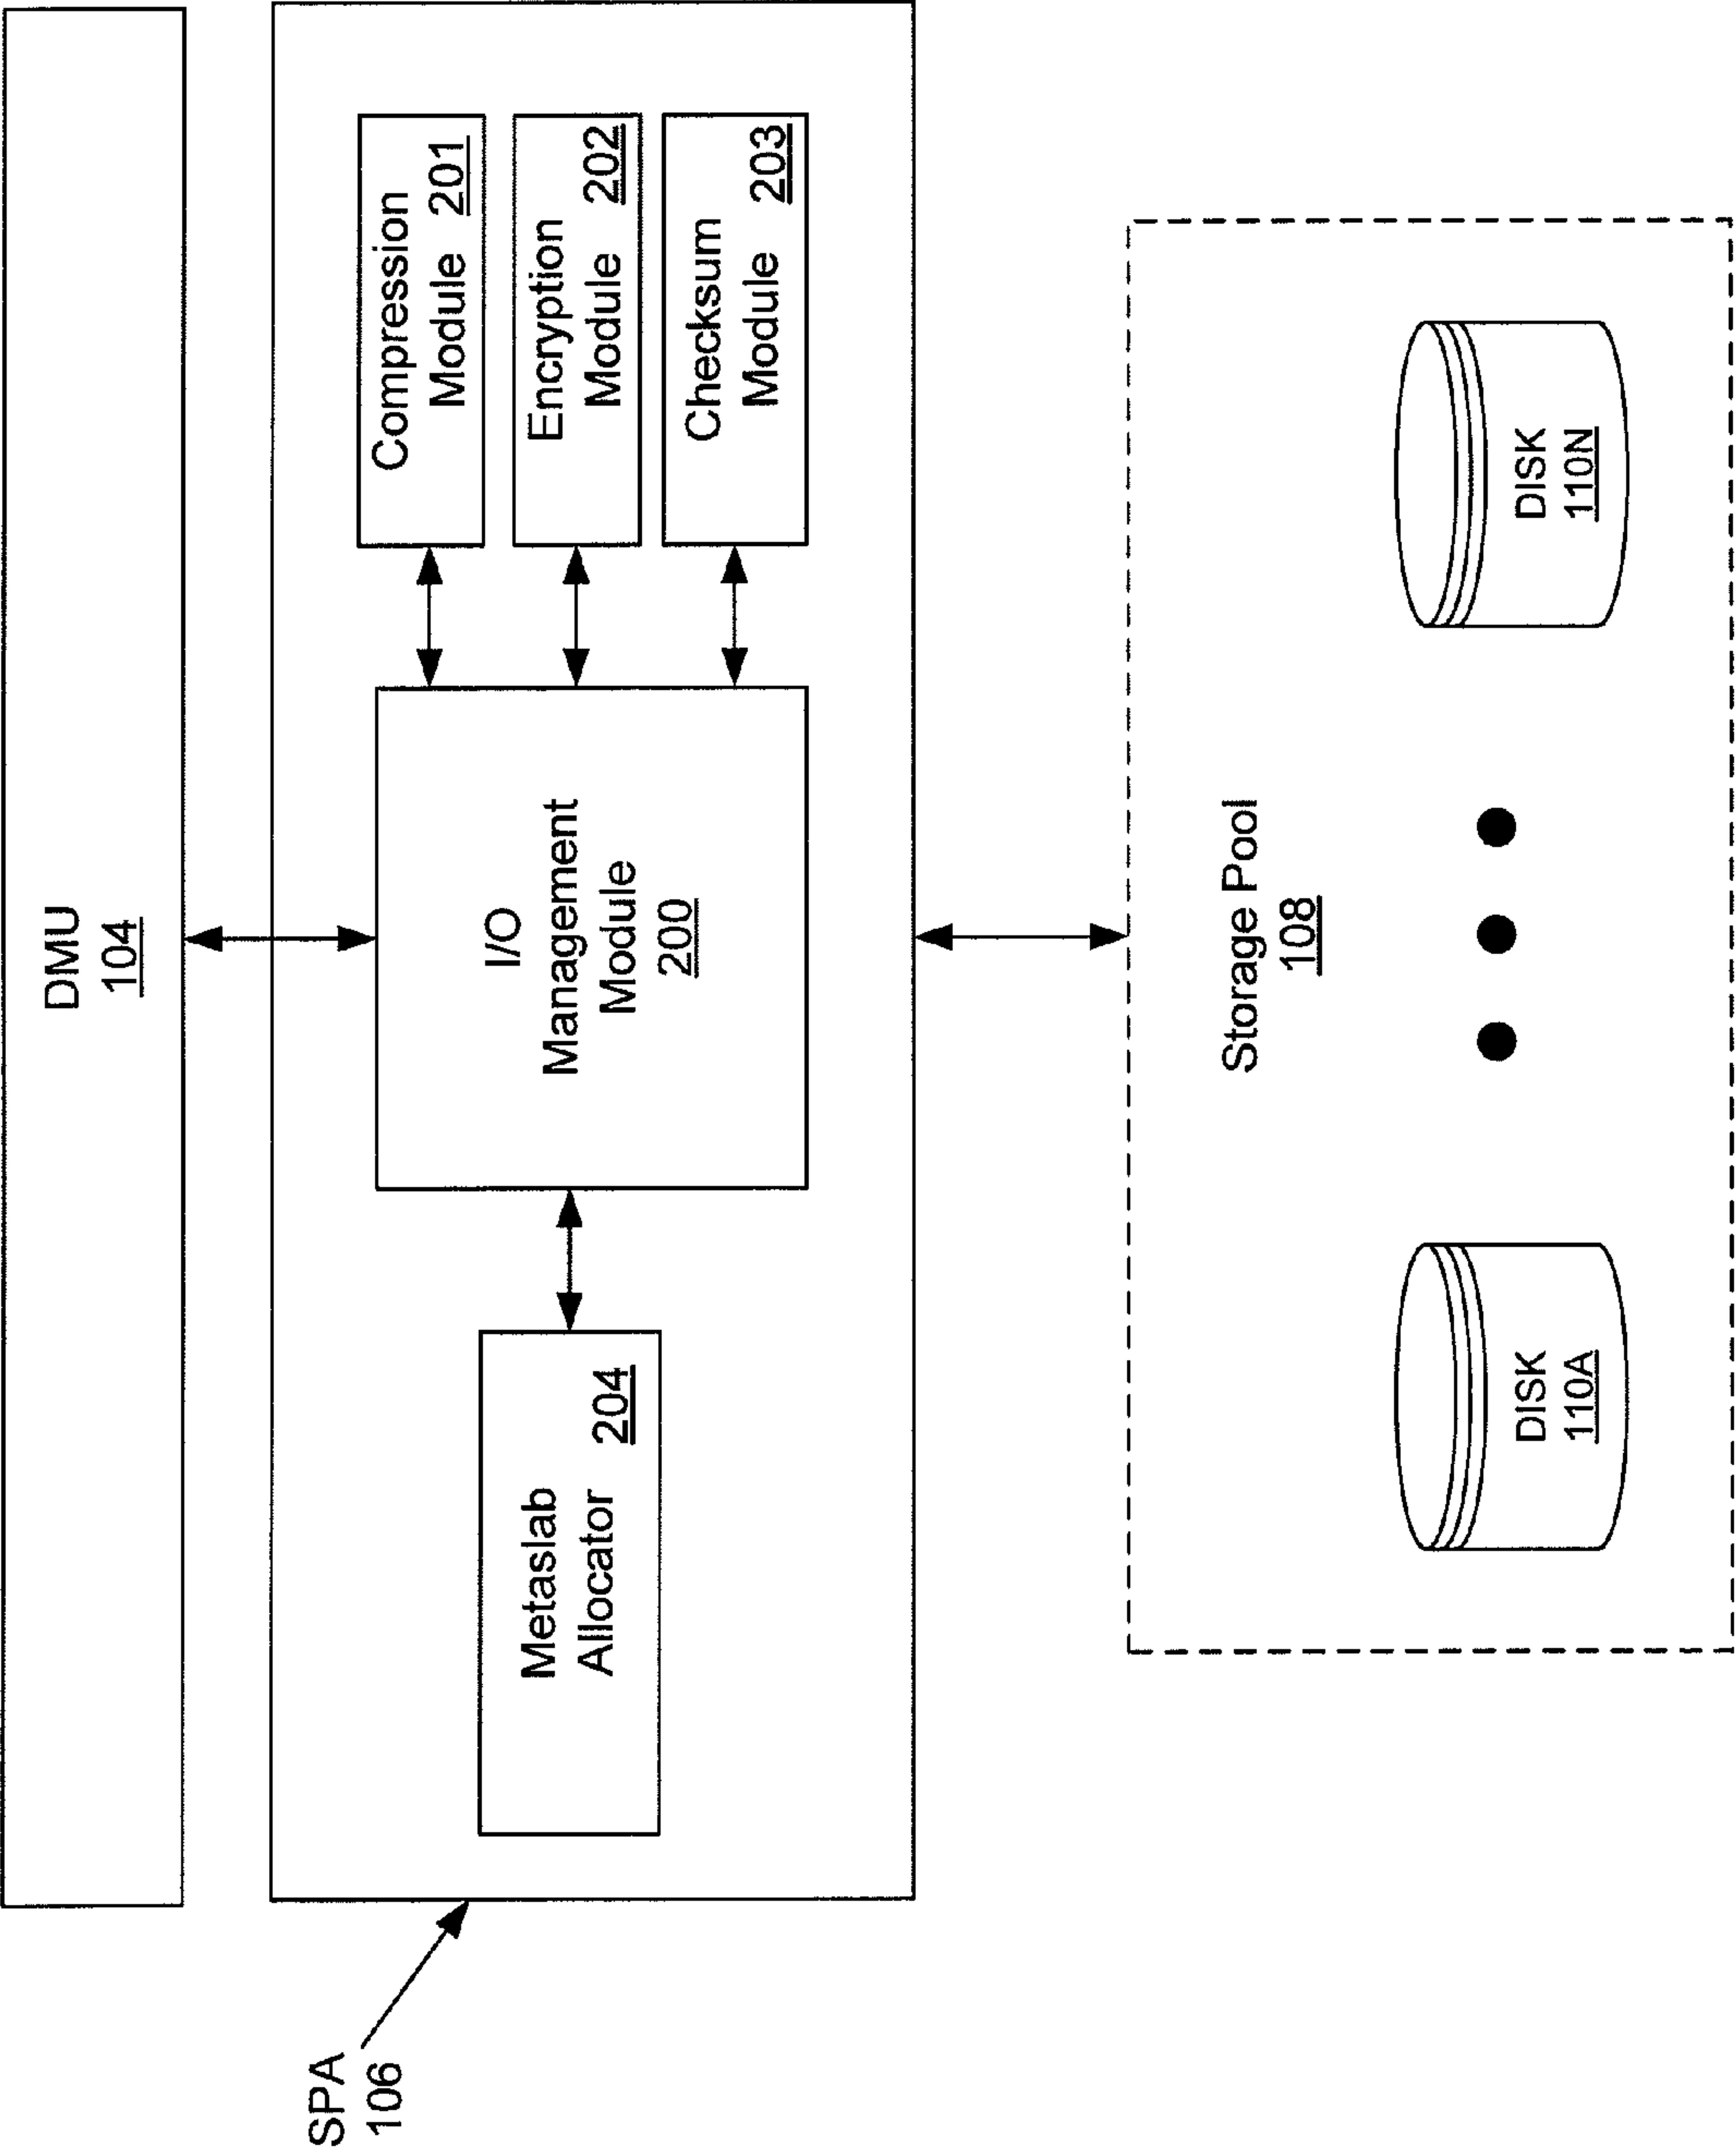 DMU
104
SPA
106
Metaslab
Allocator 204
I/O
Management
Module
200
Compression
Module 201
Encryption
Module 202
Checksum
Module 203
Storage Pool
108
DISK
110A
DISK
110N